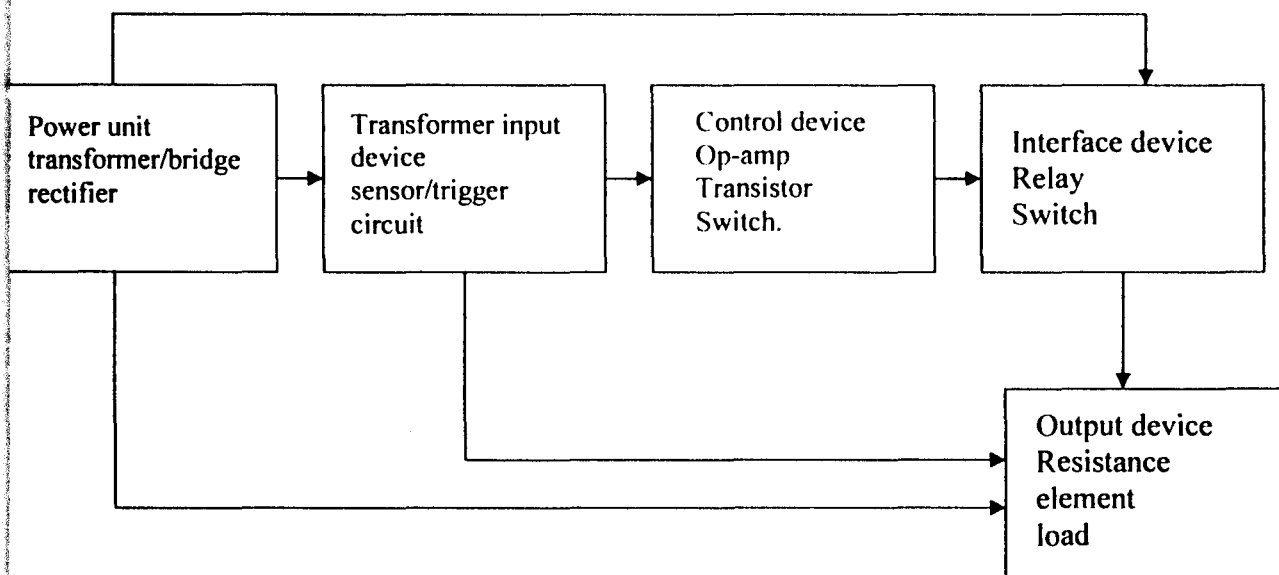 Power unit
transformer/bridge
rectifier
Transformer input
device
sensor/trigger
circuit
Control device
Op-amp
Transistor
Switch.
Interface device
Relay
Switch
Output device
Resistance
element
load